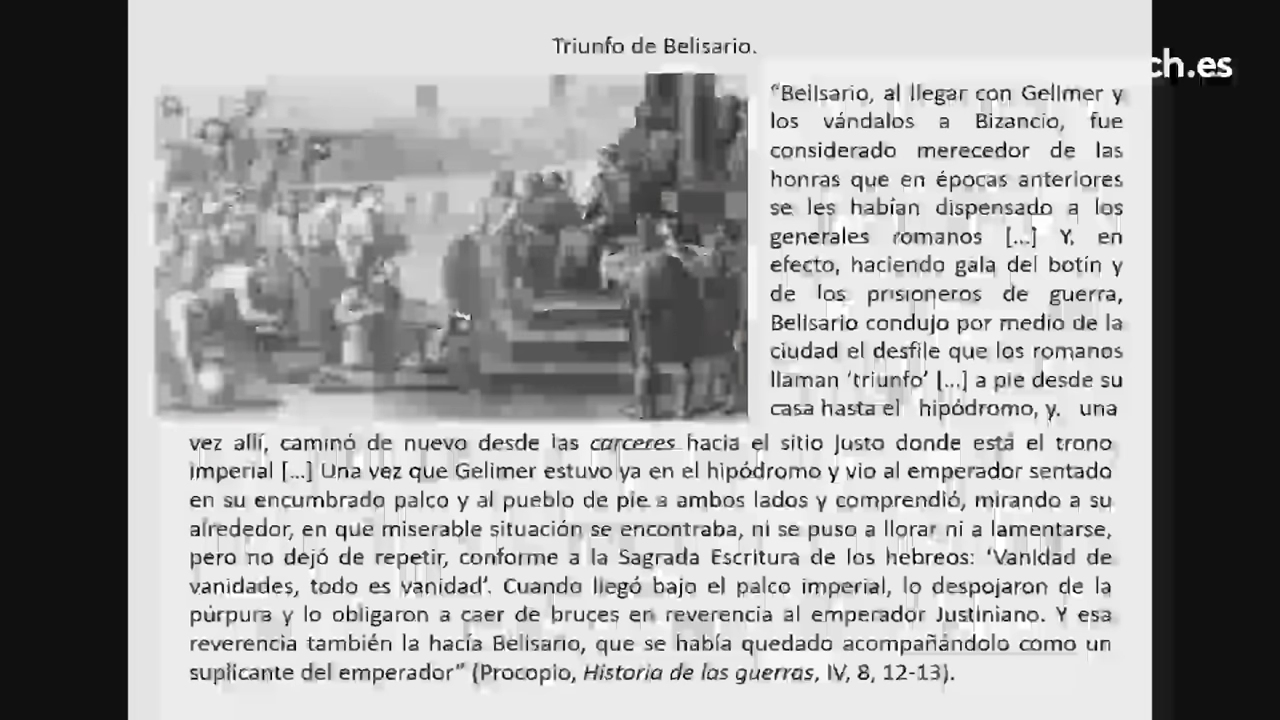 Triunfo de Belisario.
ch.es
“Belisario, al llegar con Gelimer y
los vándalos a Bizancio, fue
considerado merecedor de las
honras que en épocas anteriores
se les habían dispensado a los
generales romanos [...] Y, en
efecto, haciendo gala del botín y
de los prisioneros de guerra,
Belisario condujo por medio de la
ciudad el desfile que los romanos
llaman ‘triunfo’ [...] a pie desde su
casa hasta el hipódromo, y, una
vez allí, caminó de nuevo desde las carceres hacia el sitio justo donde está el trono
imperial [...] Una vez que Gelimer estuvo ya en el hipódromo y vio al emperador sentado
en su encumbrado palco y al pueblo de pie a ambos lados y comprendió, mirando a su
alrededor, en qué miserable situación se encontraba, ni se puso a llorar ni a lamentarse,
pero no dejó de repetir, conforme a la Sagrada Escritura de los hebreos: ‘Vanidad de
vanidades, todo es vanidad’. Cuando llegó bajo el palco imperial, lo despojaron de la
púrpura y lo obligaron a caer de bruces en reverencia al emperador Justiniano. Y esa
reverencia también la hacía Belisario, que se había quedado acompañándolo como un
suplicante del emperador” (Procopio, Historia de las guerras, IV, 8, 12-13).